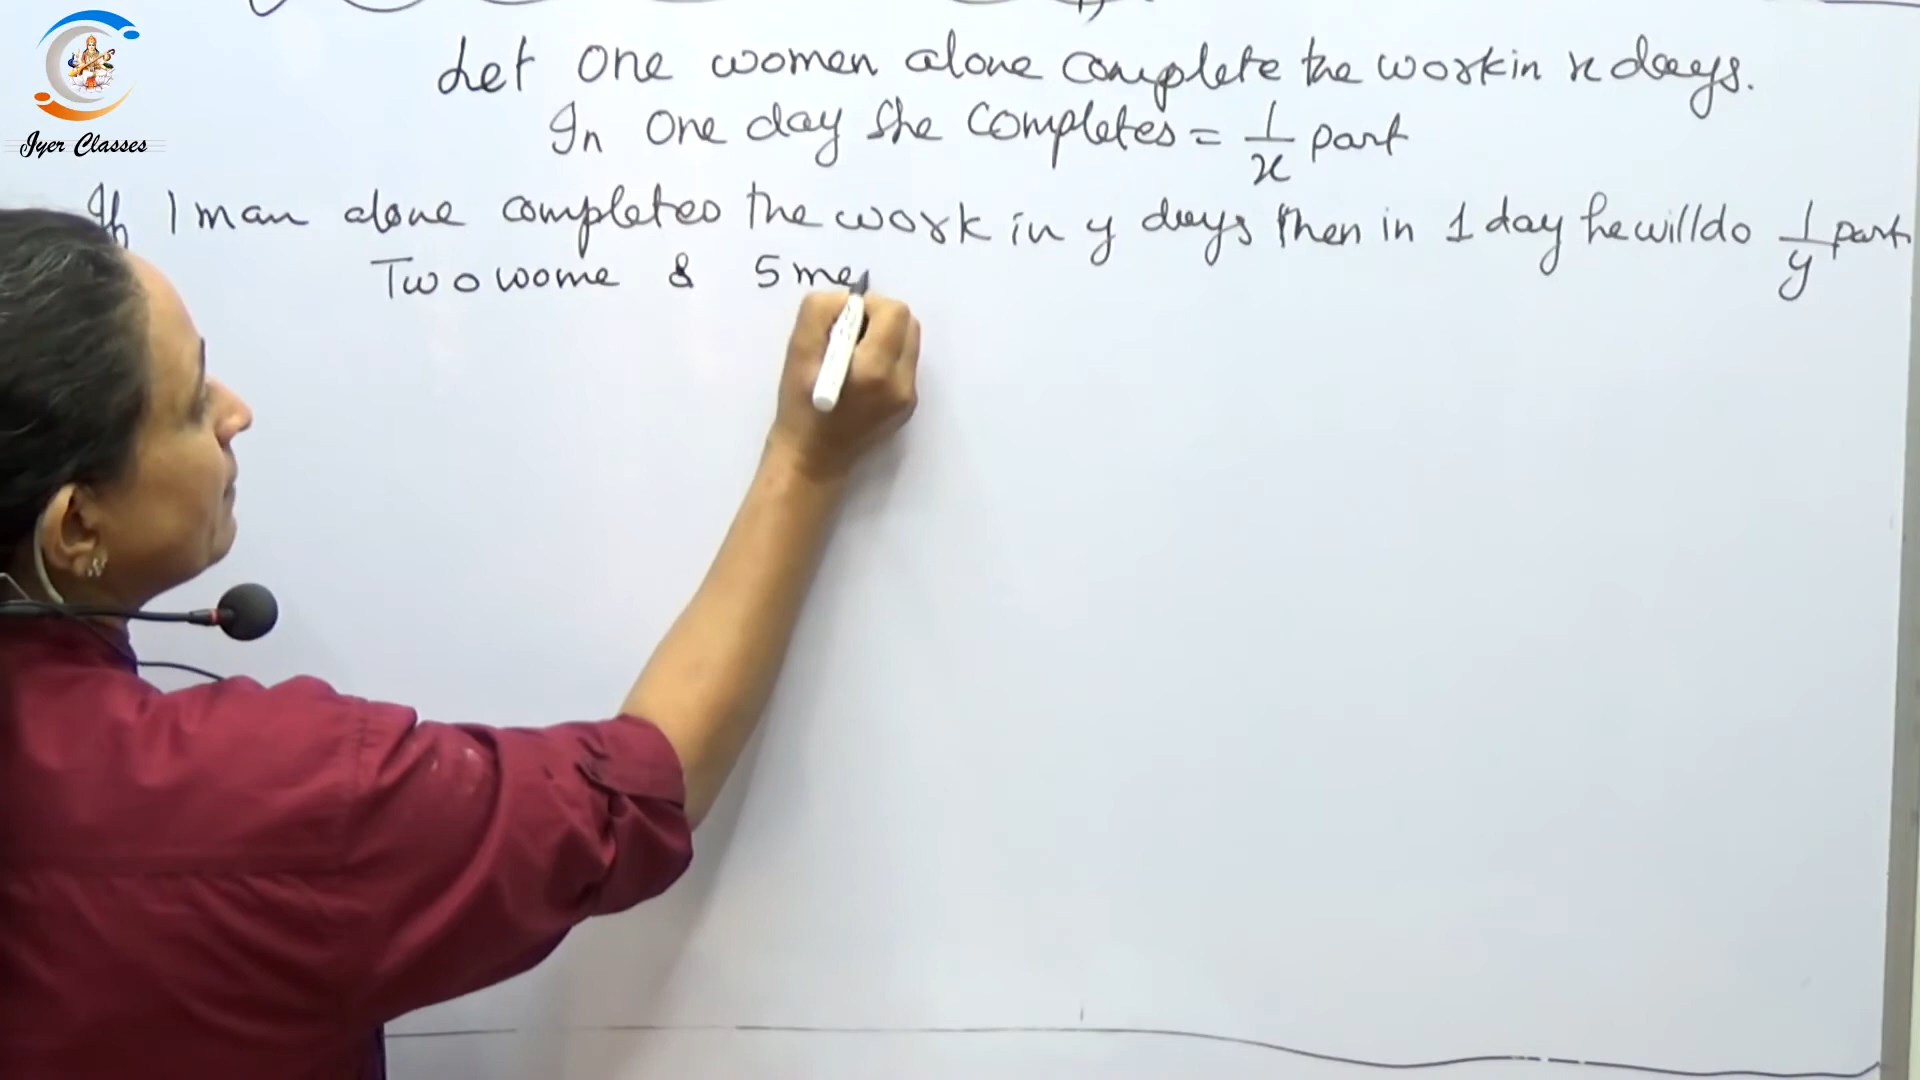 Iyer Classes
Let one women alone complete the work in x days.
In one day she completes = 1/x part
If 1 man alone completes the work in y days then in 1 day he will do 1/y part
Two wome & 5 me